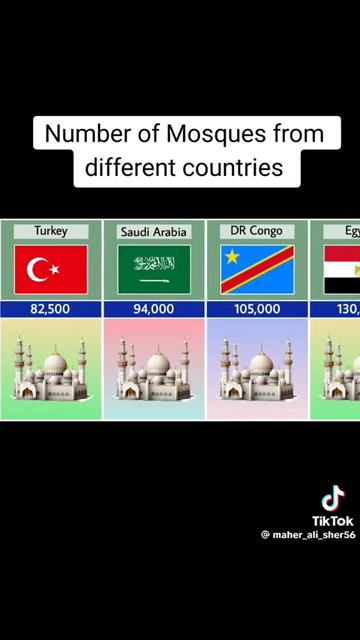 Number of Mosques from
different countries
Turkey
Saudi Arabia
DR Congo
82,500
94,000
105,000
130,
TikTok
@ maher_ali_sher56